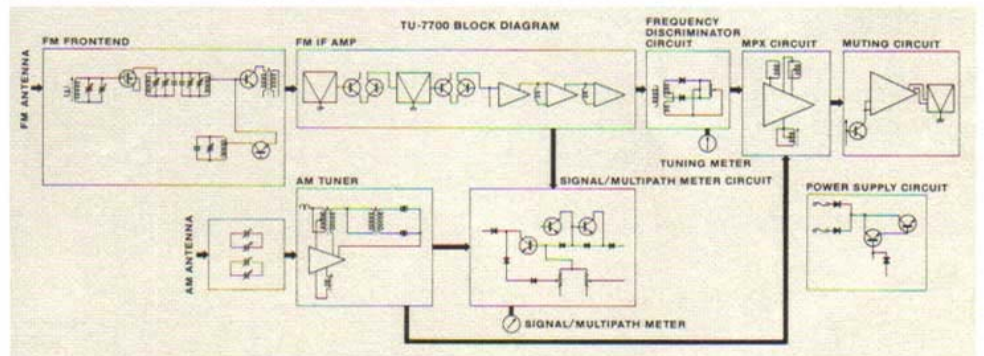 TU-7700 BLOCK DIAGRAM
FM ANTENNA
FM FRONTEND
FM IF AMP
FREQUENCY
DISCRIMINATOR
CIRCUIT
MPX CIRCUIT
MUTING CIRCUIT
TUNING METER
AM ANTENNA
AM TUNER
SIGNAL/MULTIPATH METER CIRCUIT
SIGNAL/MULTIPATH METER
POWER SUPPLY CIRCUIT